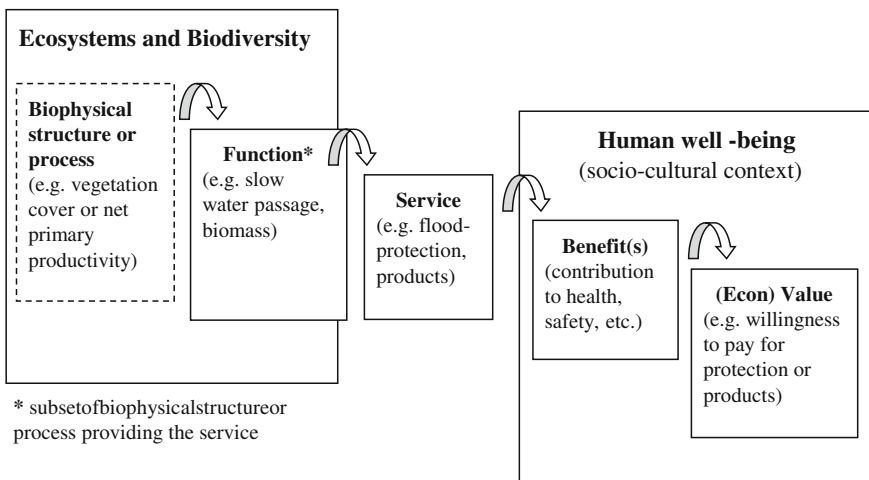 Ecosystems and Biodiversity
Biophysical
structure or
process
(e.g. vegetation
cover or net
primary
productivity)
Function*
(e.g. slow
water passage,
biomass)
Service
(e.g. flood-
protection,
products)
Human well -being
(socio-cultural context)
Benefit(s)
(contribution
to health,
safety, etc.)
(Econ) Value
(e.g. willingness
to pay for
protection or
products)
* subsetofbiophysicalstructureor
process providing the service